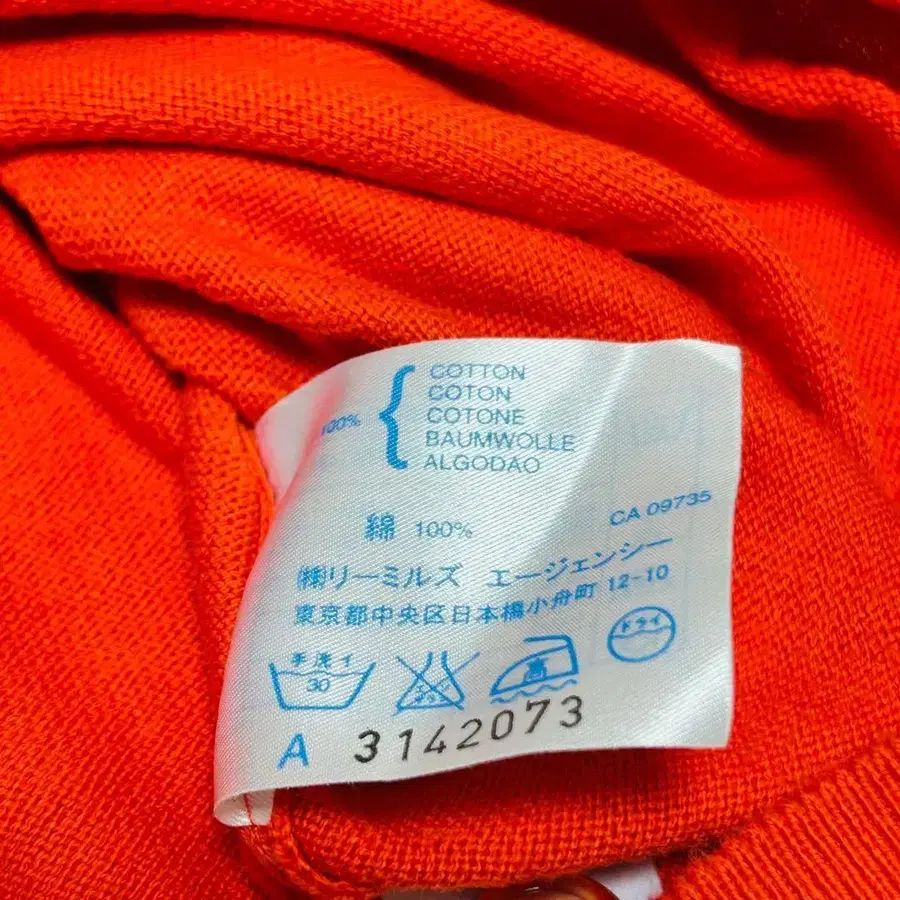 100% { COTTON
COTON
COTONE
BAUMWOLLE
ALGODAO
綿 100%
CA 09735
㈱リーミルズ エージェンシー
東京都中央区日本橋小舟町 12-10
手洗イ
30
高
ドライ
A 3142073